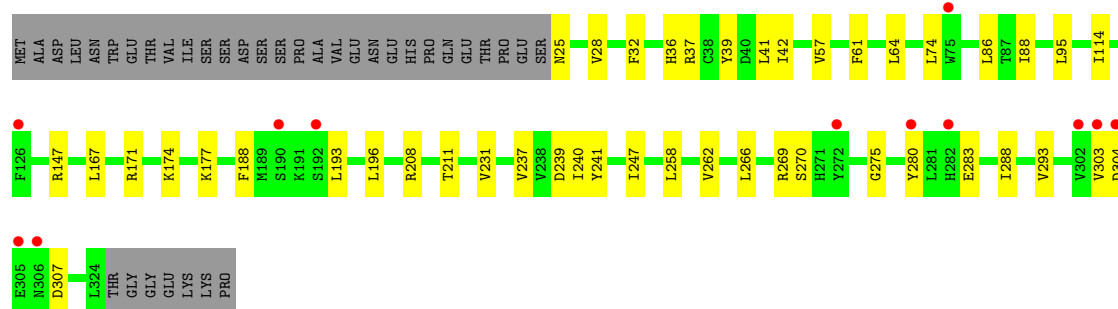 MET ALA ASP LEU ASN TRP GLU THR VAL ILE SER SER ASP SER SER PRO ALA VAL GLU ASN GLU HIS PRO GLN GLU THR PRO GLU SER N25 V28 F32 H36 R37 C38 Y39 D40 L41 I42 V57 F61 L64 L74 W75 L86 T87 I88 L95 I114
F126 R147 L167 R171 K174 K177 F188 M189 S190 K191 S192 L193 L196 R208 T211 V231 V237 V238 D239 I240 Y241 I247 L258 V262 L266 R269 S270 H271 Y272 G275 Y280 L281 H282 E283 I288 V293 V302 V303 D304
E305 N306 D307 L324 THR GLY GLY GLU LYS LYS PRO